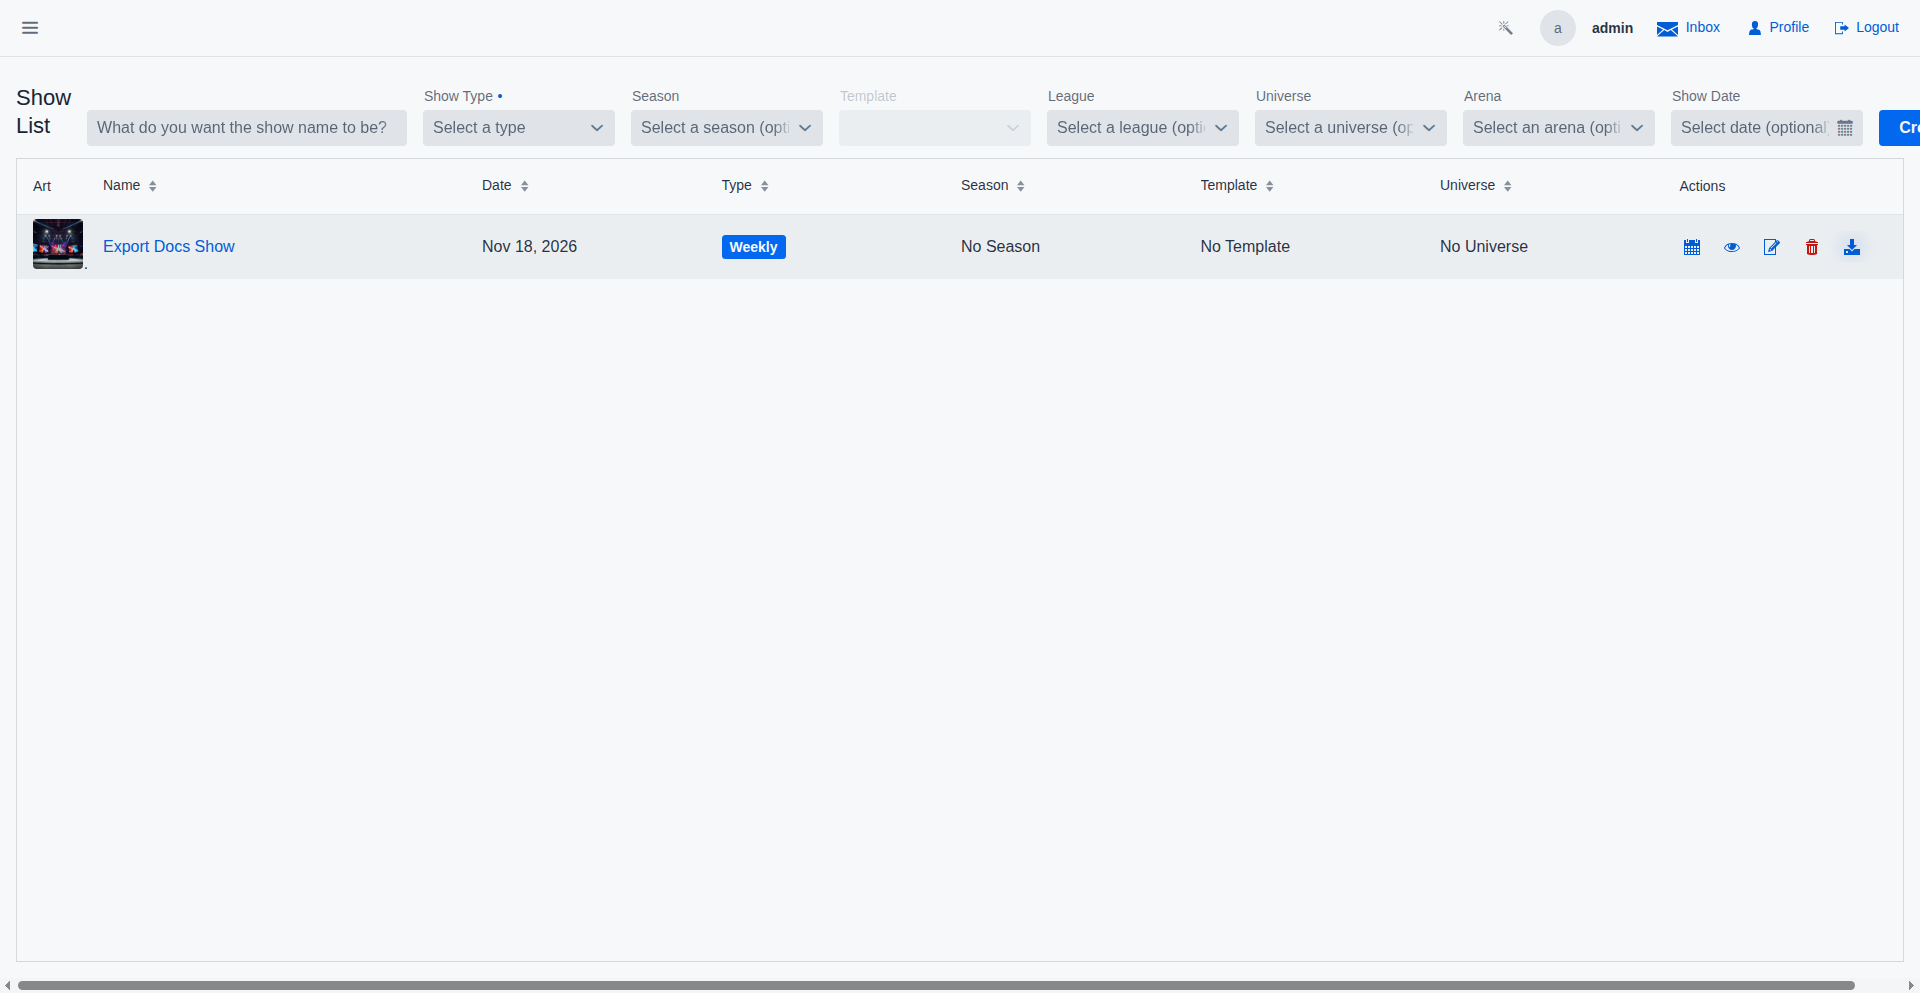 a admin Inbox Profile Logout
Show List
What do you want the show name to be?
Show Type •
Select a type
Season
Select a season (opti
Template
League
Select a league (opti
Universe
Select a universe (op
Arena
Select an arena (opti
Show Date
Select date (optional)
Cre
Art Name Date Type Season Template Universe Actions
Export Docs Show Nov 18, 2026 Weekly No Season No Template No Universe